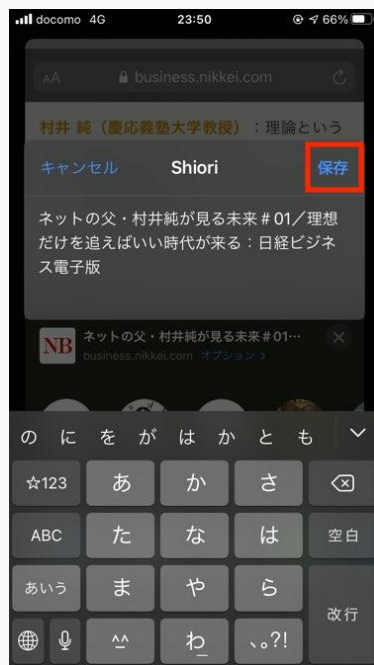 docomo 4G 23:50 66%
AA business.nikkei.com
村井 純（慶応義塾大学教授）：理論という
キャンセル Shiori 保存
ネットの父・村井純が見る未来＃01／理想
だけを追えばいい時代が来る：日経ビジネ
ス電子版
NB ネットの父・村井純が見る未来＃01…
business.nikkei.com オプション >
の に を が は か と も
☆123 あ か さ
ABC た な は 空白
あいう ま や ら
改行
^^ わ_ 、。?!